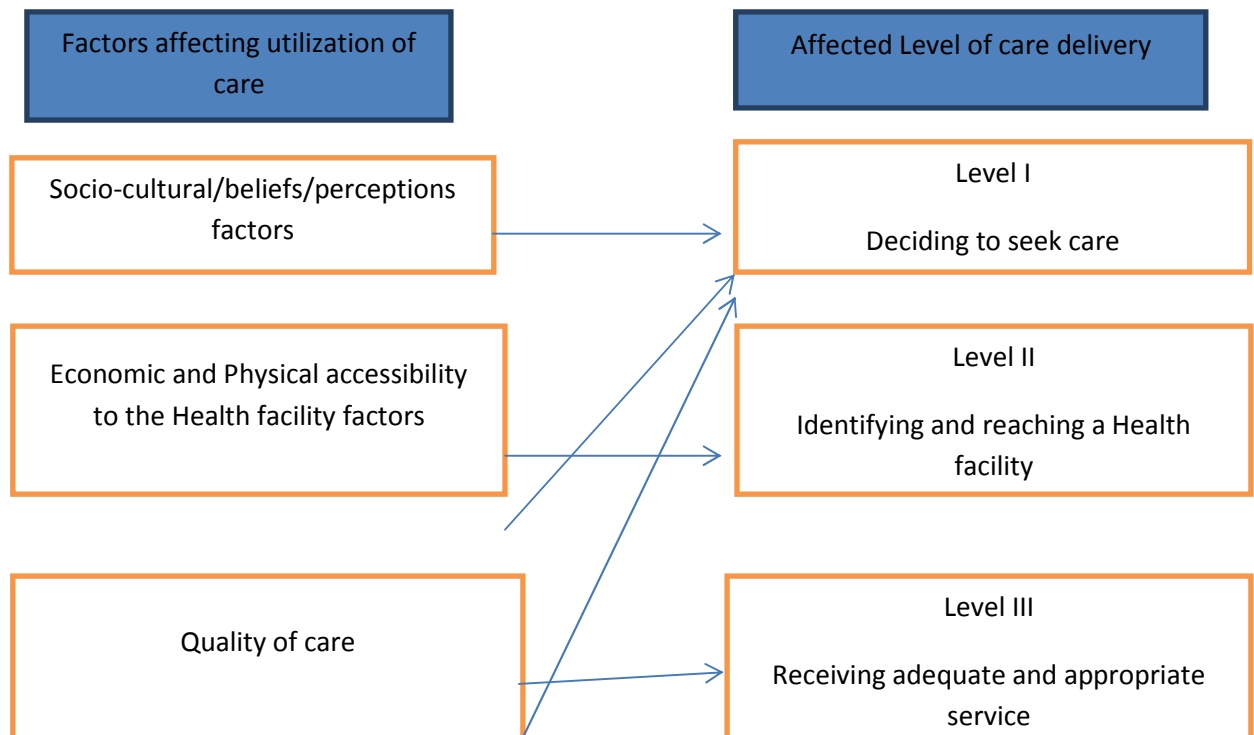 Factors affecting utilization of
care
Affected Level of care delivery
Socio-cultural/beliefs/perceptions
factors
Level I
Deciding to seek care
Economic and Physical accessibility
to the Health facility factors
Level II
Identifying and reaching a Health
facility
Quality of care
Level III
Receiving adequate and appropriate
service